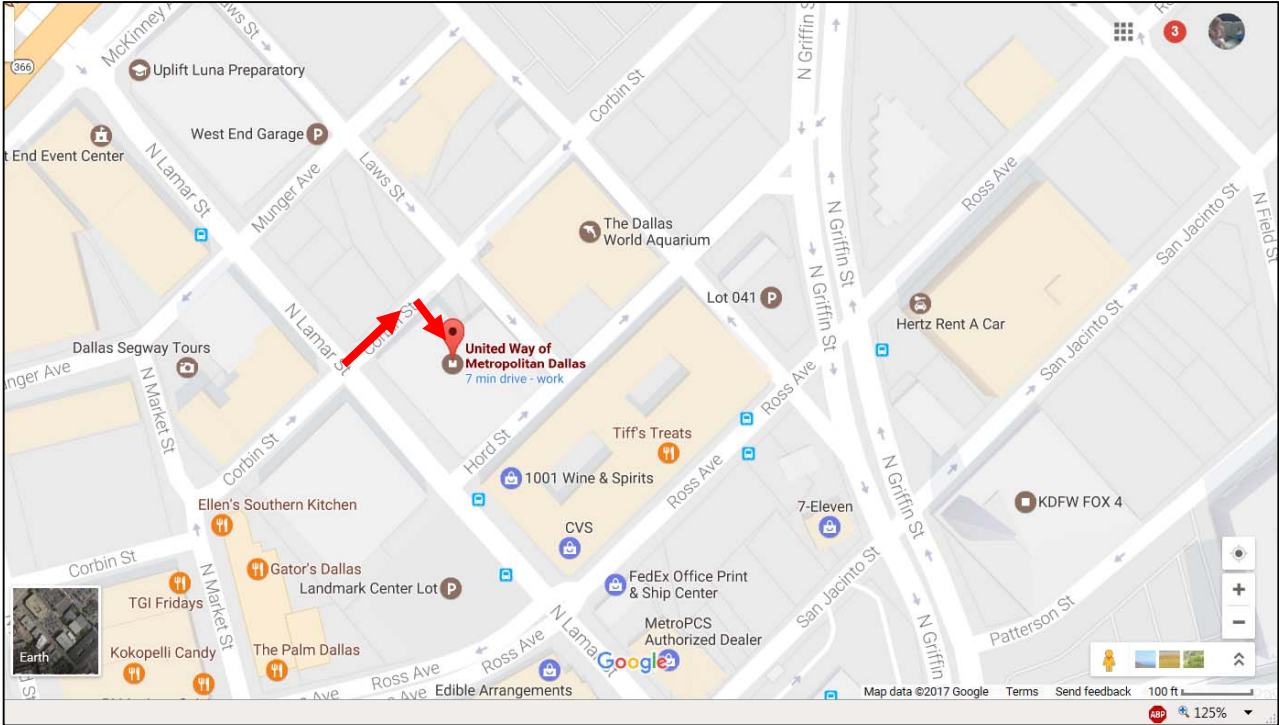 McKinney A
Ws St
N Griffin S
3
Ro
366
Uplift Luna Preparatory
Corbin St
West End Garage P
t End Event Center
N Lamar St
Munger Ave
Laws St
Ross Ave
San Jacinto St
N Field St
The Dallas
World Aquarium
N Griffin St
N Griffin St
Lot 041 P
Hertz Rent A Car
N Lamar St
Corbin St
United Way of
Metropolitan Dallas
7 min drive - work
Dallas Segway Tours
nger Ave
N Market St
San Jacinto St
Ross Ave
Tiff's Treats
Hord St
Corbin St
1001 Wine & Spirits
Ross Ave
N Griffin St
KDFW FOX 4
7-Eleven
Ellen's Southern Kitchen
CVS
Corbin St
Gator's Dallas
Landmark Center Lot P
FedEx Office Print
& Ship Center
San Jacinto St
TGI Fridays
N Market St
N Lamar St
MetroPCS
Authorized Dealer
Patterson St
N Griffin
Earth
Kokopelli Candy
The Palm Dallas
Ross Ave
Ross Ave
Google
Edible Arrangements
Map data ©2017 Google Terms Send feedback 100 ft
ABP 125%